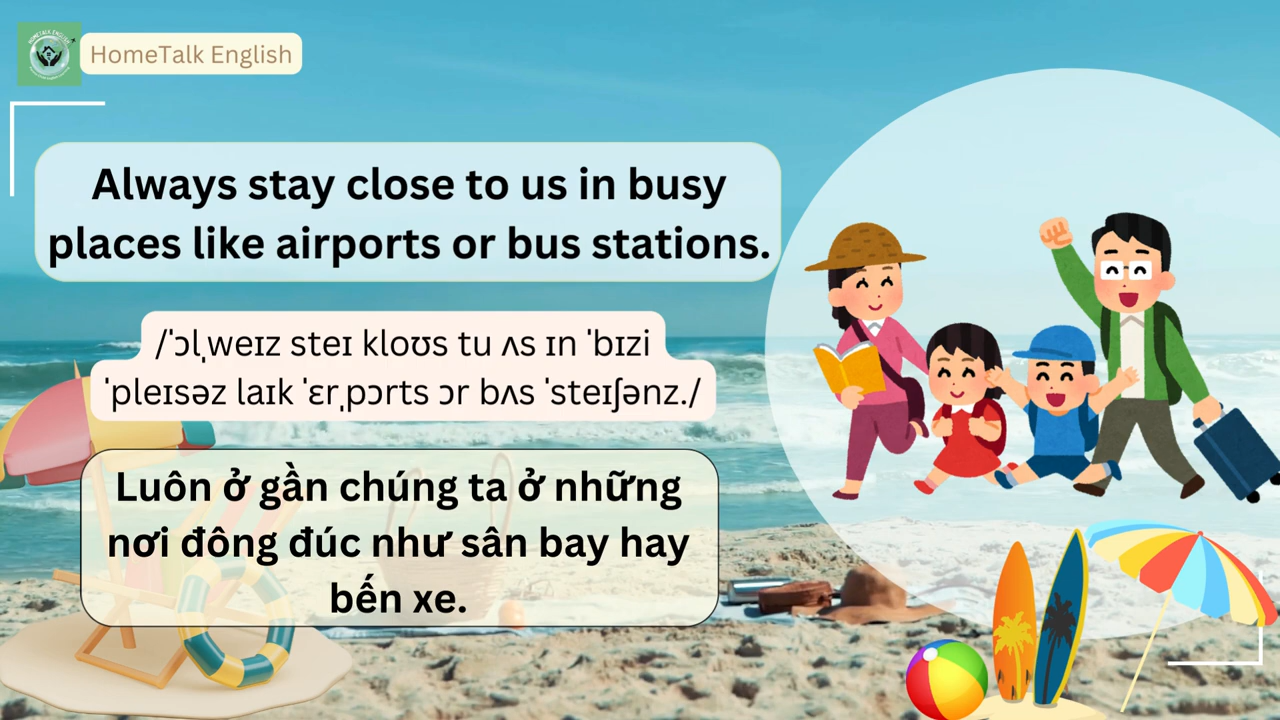 HomeTalk English
Always stay close to us in busy
places like airports or bus stations.
/ˈɔlˌweɪz steɪ kloʊs tu ʌs ɪn ˈbɪzi
ˈpleɪsəz laɪk ˈɛrˌpɔrts ɔr bʌs ˈsteɪʃənz./
Luôn ở gần chúng ta ở những
nơi đông đúc như sân bay hay
bến xe.